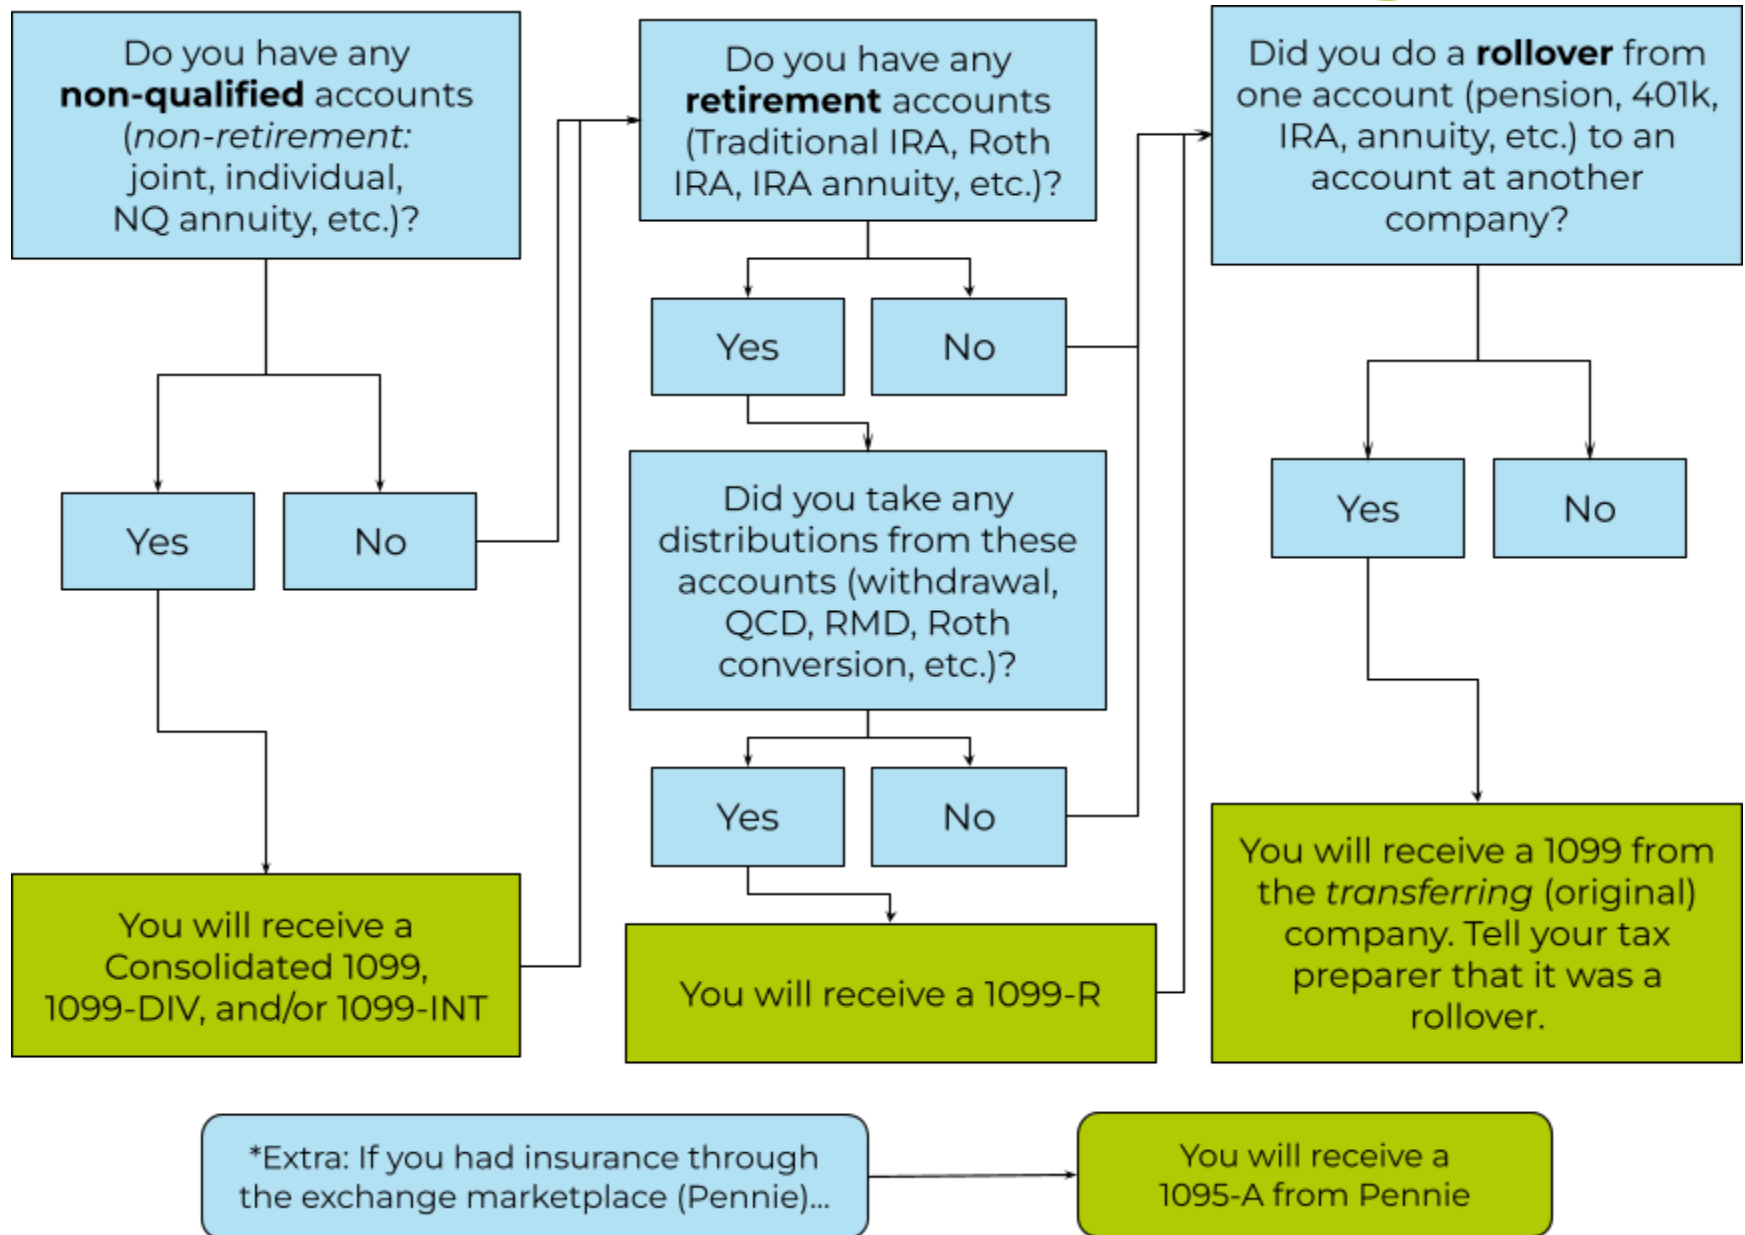 Do you have any
non-qualified accounts
(non-retirement:
joint, individual,
NQ annuity, etc.)?
Yes
No
You will receive a
Consolidated 1099,
1099-DIV, and/or 1099-INT
Do you have any
retirement accounts
(Traditional IRA, Roth
IRA, IRA annuity, etc.)?
Yes
No
Did you take any
distributions from these
accounts (withdrawal,
QCD, RMD, Roth
conversion, etc.)?
Yes
No
You will receive a 1099-R
Did you do a rollover from
one account (pension, 401k,
IRA, annuity, etc.) to an
account at another
company?
Yes
No
You will receive a 1099 from
the transferring (original)
company. Tell your tax
preparer that it was a
rollover.
*Extra: If you had insurance through
the exchange marketplace (Pennie)...
You will receive a
1095-A from Pennie